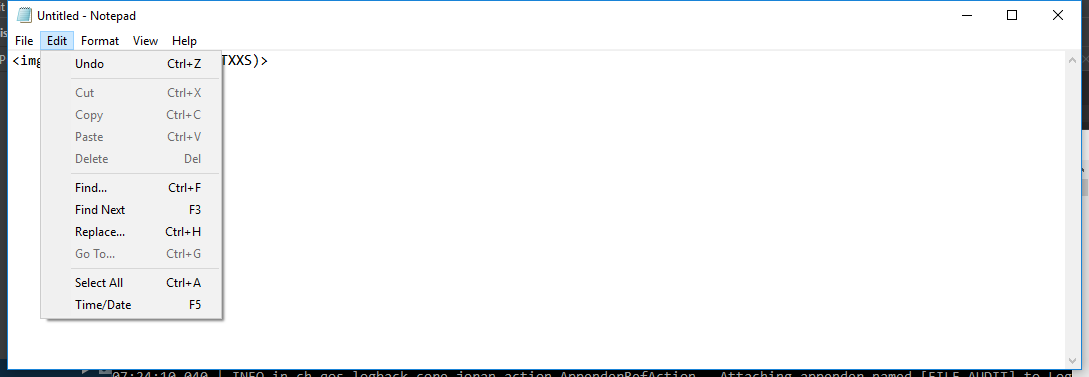 Untitled - Notepad
File Edit Format View Help
<img TXXS)>
Undo Ctrl+Z
Cut Ctrl+X
Copy Ctrl+C
Paste Ctrl+V
Delete Del
Find... Ctrl+F
Find Next F3
Replace... Ctrl+H
Go To... Ctrl+G
Select All Ctrl+A
Time/Date F5
07:24:10,040 | INFO in ch.qos.logback.core.joran.action.AppenderRefAction - Attaching appender named [FILE_AUDIT] to Log